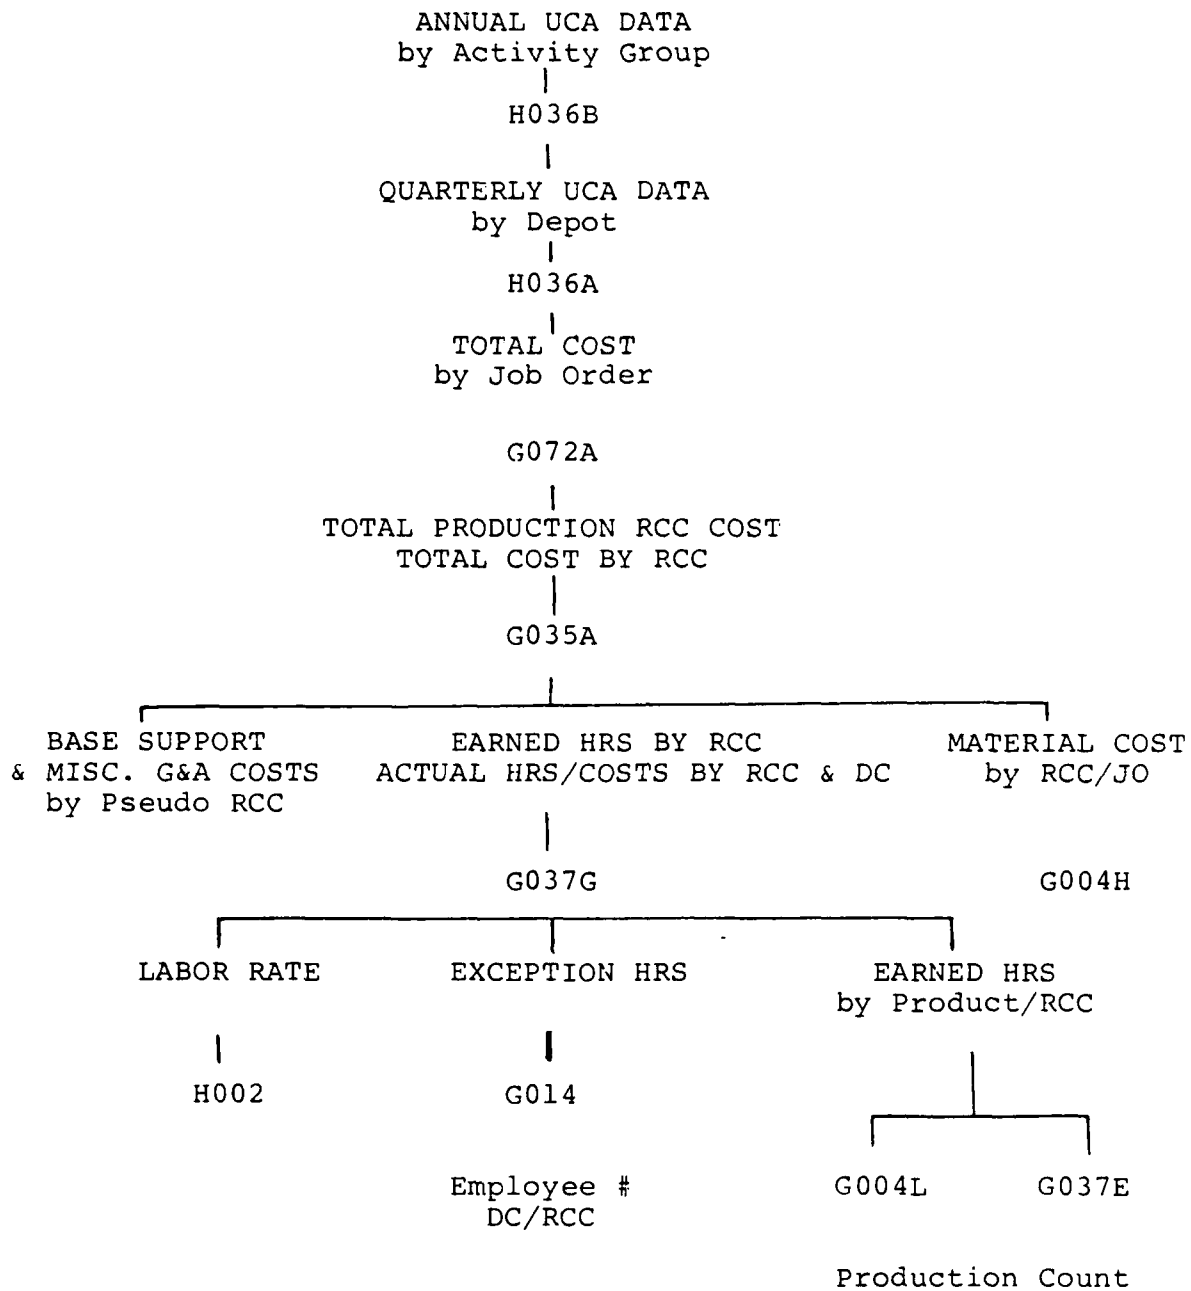 ANNUAL UCA DATA
by Activity Group
H036B
QUARTERLY UCA DATA
by Depot
H036A
TOTAL COST
by Job Order
G072A
TOTAL PRODUCTION RCC COST
TOTAL COST BY RCC
G035A
BASE SUPPORT
& MISC. G&A COSTS
by Pseudo RCC
EARNED HRS BY RCC
ACTUAL HRS/COSTS BY RCC & DC
MATERIAL COST
by RCC/JO
G037G
G004H
LABOR RATE
EXCEPTION HRS
EARNED HRS
by Product/RCC
H002
G014
G004L
G037E
Employee #
DC/RCC
Production Count